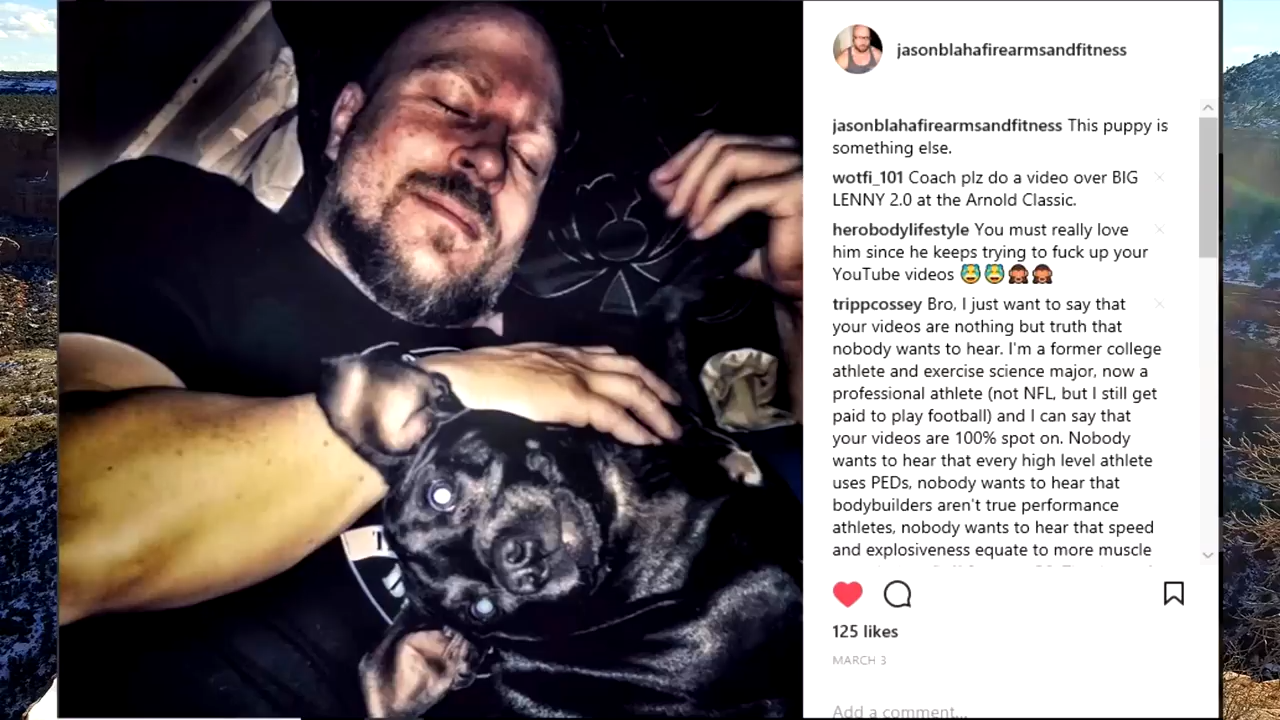 jasonblahafirearmsandfitness
jasonblahafirearmsandfitness This puppy is
something else.
wotfi_101 Coach plz do a video over BIG
LENNY 2.0 at the Arnold Classic.
herobodylifestyle You must really love
him since he keeps trying to fuck up your
YouTube videos
trippcossey Bro, I just want to say that
your videos are nothing but truth that
nobody wants to hear. I'm a former college
athlete and exercise science major, now a
professional athlete (not NFL, but I still get
paid to play football) and I can say that
your videos are 100% spot on. Nobody
wants to hear that every high level athlete
uses PEDs, nobody wants to hear that
bodybuilders aren't true performance
athletes, nobody wants to hear that speed
and explosiveness equate to more muscle
125 likes
MARCH 3
Add a comment...